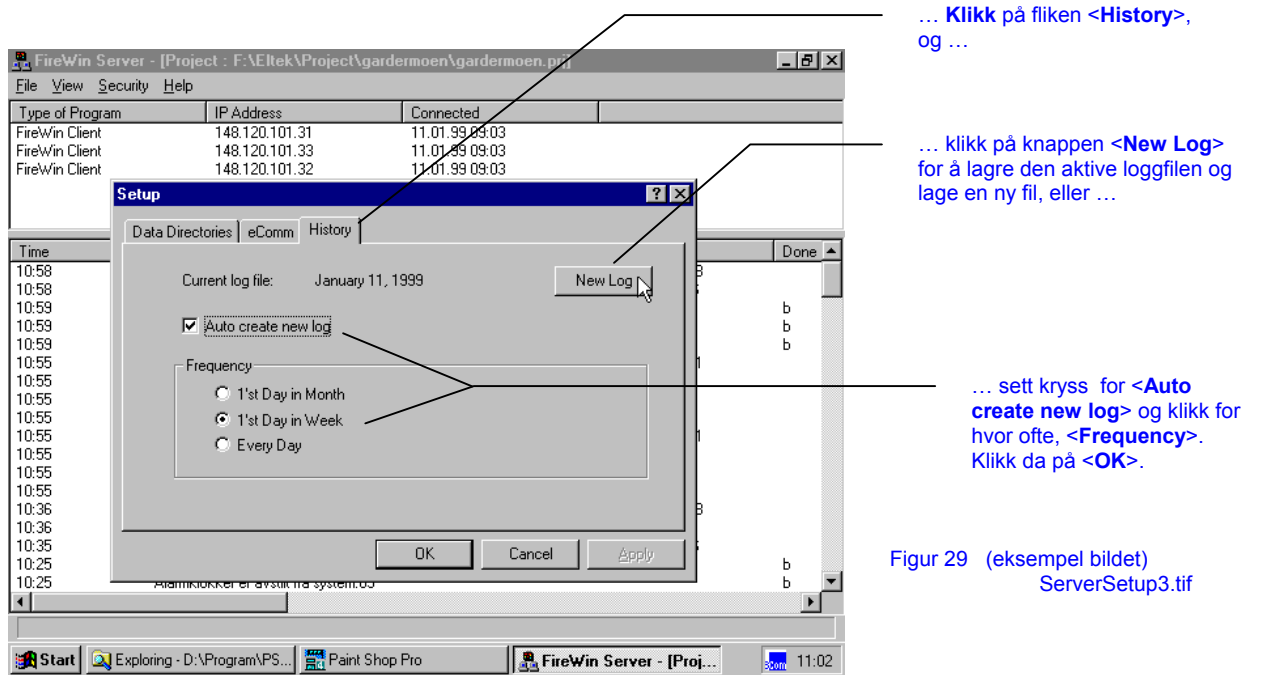 … Klikk på fliken <History>,
og …
FireWin Server - [Project : F:\Eltek\Project\gardermoen\gardermoen.prj]
File View Security Help
Type of Program IP Address Connected
FireWin Client 148.120.101.31 11.01.99 09:03
FireWin Client 148.120.101.33 11.01.99 09:03
FireWin Client 148.120.101.32 11.01.99 09:03
… klikk på knappen <New Log>
for å lagre den aktive loggfilen og
lage en ny fil, eller …
Setup
Data Directories eComm History
Time Done
10:58
10:58
10:59 b
10:59 b
10:59 b
10:55
10:55
10:55
10:55
10:55
10:55
10:55
10:55
10:36
10:36
10:35
10:25 b
10:25 b
Current log file: January 11, 1999 New Log
Auto create new log
Frequency
1'st Day in Month
1'st Day in Week
Every Day
OK Cancel Apply
… sett kryss for <Auto
create new log> og klikk for
hvor ofte, <Frequency>.
Klikk da på <OK>.
Figur 29 (eksempel bildet)
ServerSetup3.tif
Start Exploring - D:\Program\PS... Paint Shop Pro FireWin Server - [Proj... 3Com 11:02